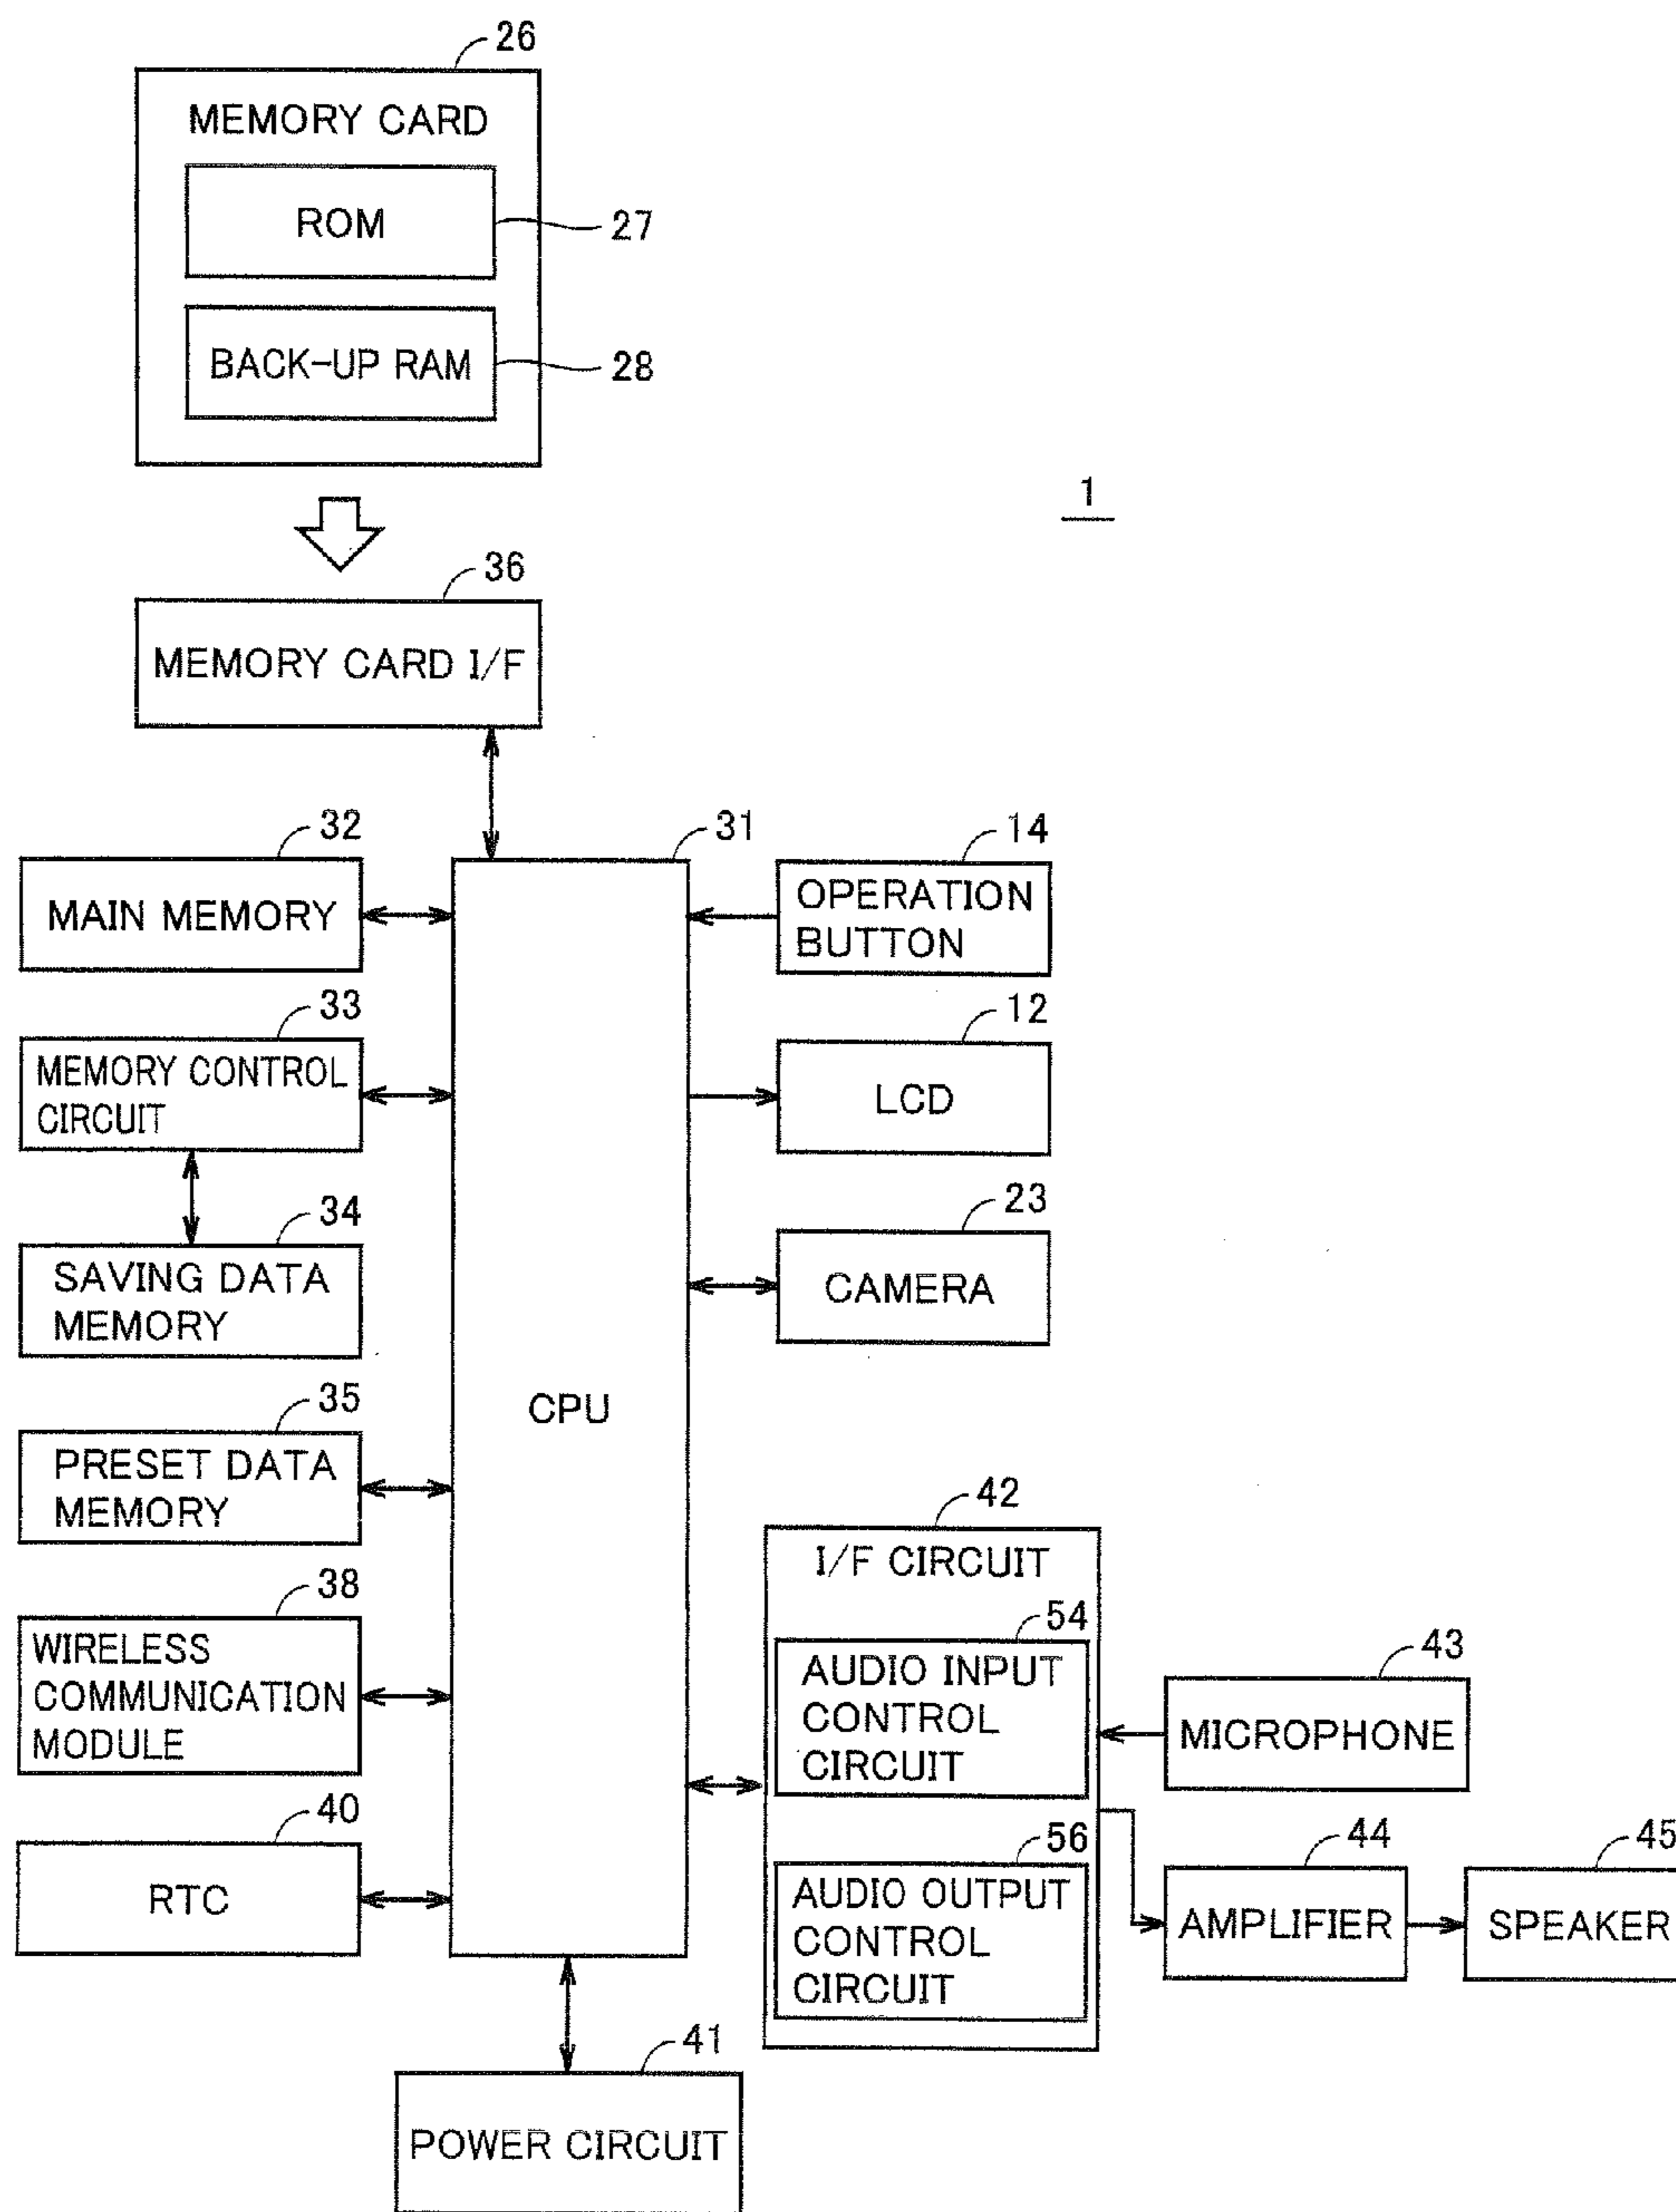 26
MEMORY CARD
ROM
27
BACK-UP RAM
28
1
36
MEMORY CARD I/F
32
MAIN MEMORY
33
MEMORY CONTROL
CIRCUIT
34
SAVING DATA
MEMORY
35
PRESET DATA
MEMORY
38
WIRELESS
COMMUNICATION
MODULE
40
RTC
31
CPU
14
OPERATION
BUTTON
12
LCD
23
CAMERA
42
I/F CIRCUIT
54
AUDIO INPUT
CONTROL
CIRCUIT
56
AUDIO OUTPUT
CONTROL
CIRCUIT
43
MICROPHONE
44
AMPLIFIER
45
SPEAKER
41
POWER CIRCUIT